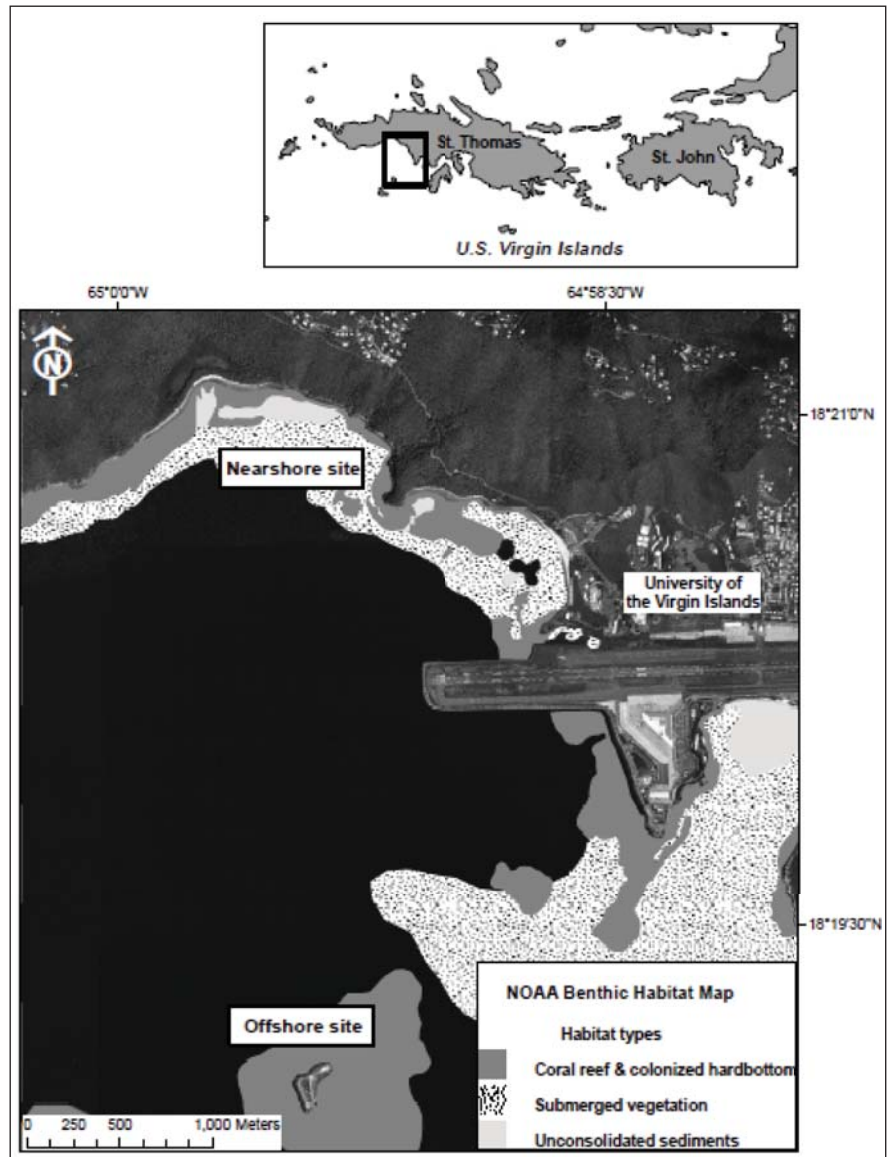 St. Thomas
St. John
U.S. Virgin Islands
65°0'0"W
64°58'30"W
N
18°21'0"N
Nearshore site
University of
the Virgin Islands
18°19'30"N
NOAA Benthic Habitat Map
Habitat types
Offshore site
Coral reef & colonized hardbottom
Submerged vegetation
Unconsolidated sediments
0 250 500 1,000 Meters